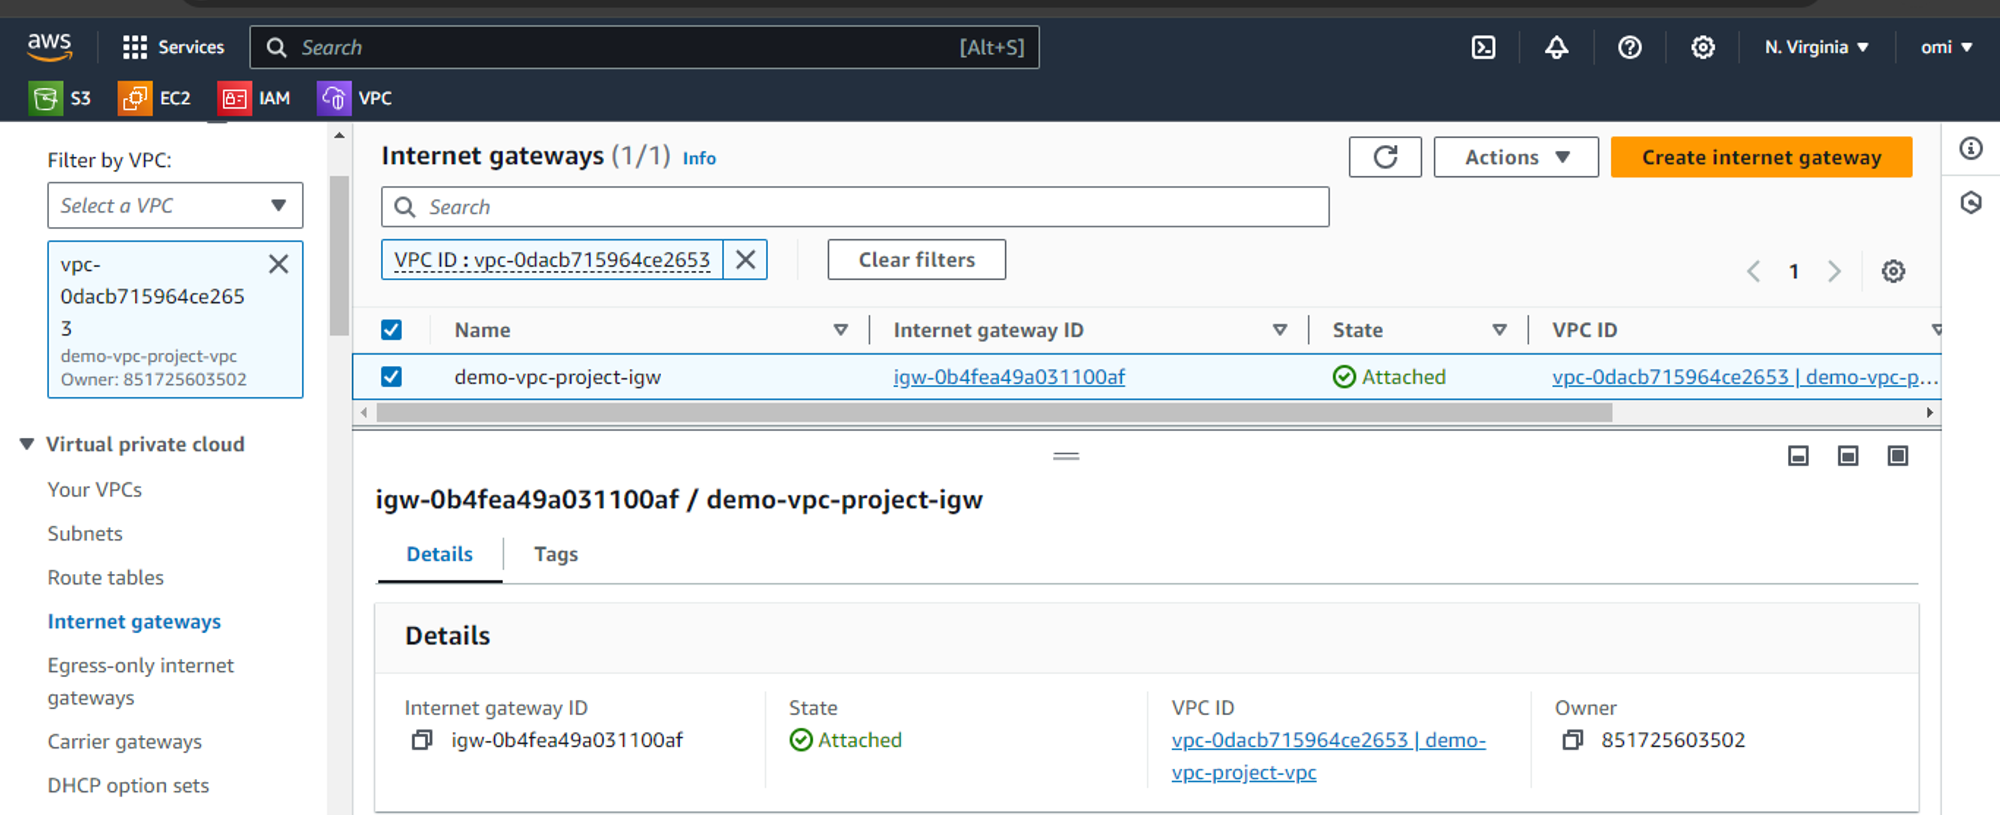 aws
Services
Search
[Alt+S]
N. Virginia
omi
S3
EC2
IAM
VPC
Filter by VPC:
Select a VPC
vpc-
0dacb715964ce265
3
demo-vpc-project-vpc
Owner: 851725603502
Virtual private cloud
Your VPCs
Subnets
Route tables
Internet gateways
Egress-only internet
gateways
Carrier gateways
DHCP option sets
Internet gateways (1/1) Info
Actions
Create internet gateway
Search
VPC ID : vpc-0dacb715964ce2653
Clear filters
1
Name
Internet gateway ID
State
VPC ID
demo-vpc-project-igw
igw-0b4fea49a031100af
Attached
vpc-0dacb715964ce2653 | demo-vpc-p...
igw-0b4fea49a031100af / demo-vpc-project-igw
Details
Tags
Details
Internet gateway ID
igw-0b4fea49a031100af
State
Attached
VPC ID
vpc-0dacb715964ce2653 | demo-
vpc-project-vpc
Owner
851725603502